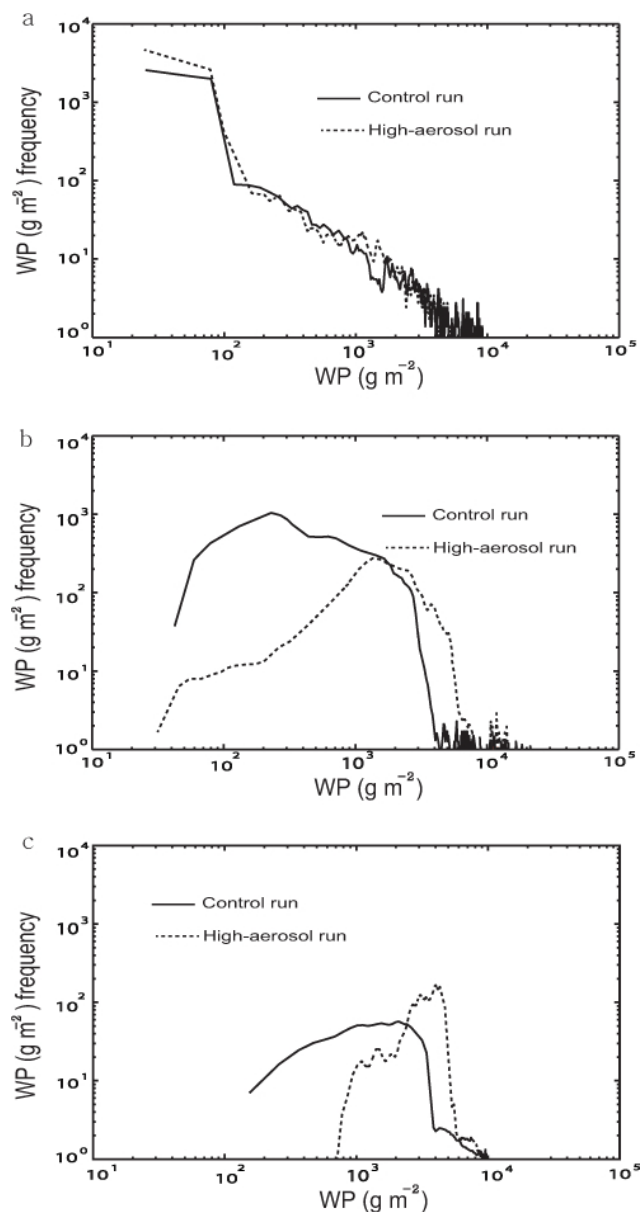 a
10⁴
10³
10²
10¹
10⁰
WP (g m⁻²) frequency
Control run
High-aerosol run
10¹ 10² 10³ 10⁴ 10⁵
WP (g m⁻²)
b
10⁴
10³
10²
10¹
10⁰
WP (g m⁻²) frequency
Control run
High-aerosol run
10¹ 10² 10³ 10⁴ 10⁵
WP (g m⁻²)
c
10⁴
10³
10²
10¹
10⁰
WP (g m⁻²) frequency
Control run
High-aerosol run
10¹ 10² 10³ 10⁴ 10⁵
WP (g m⁻²)